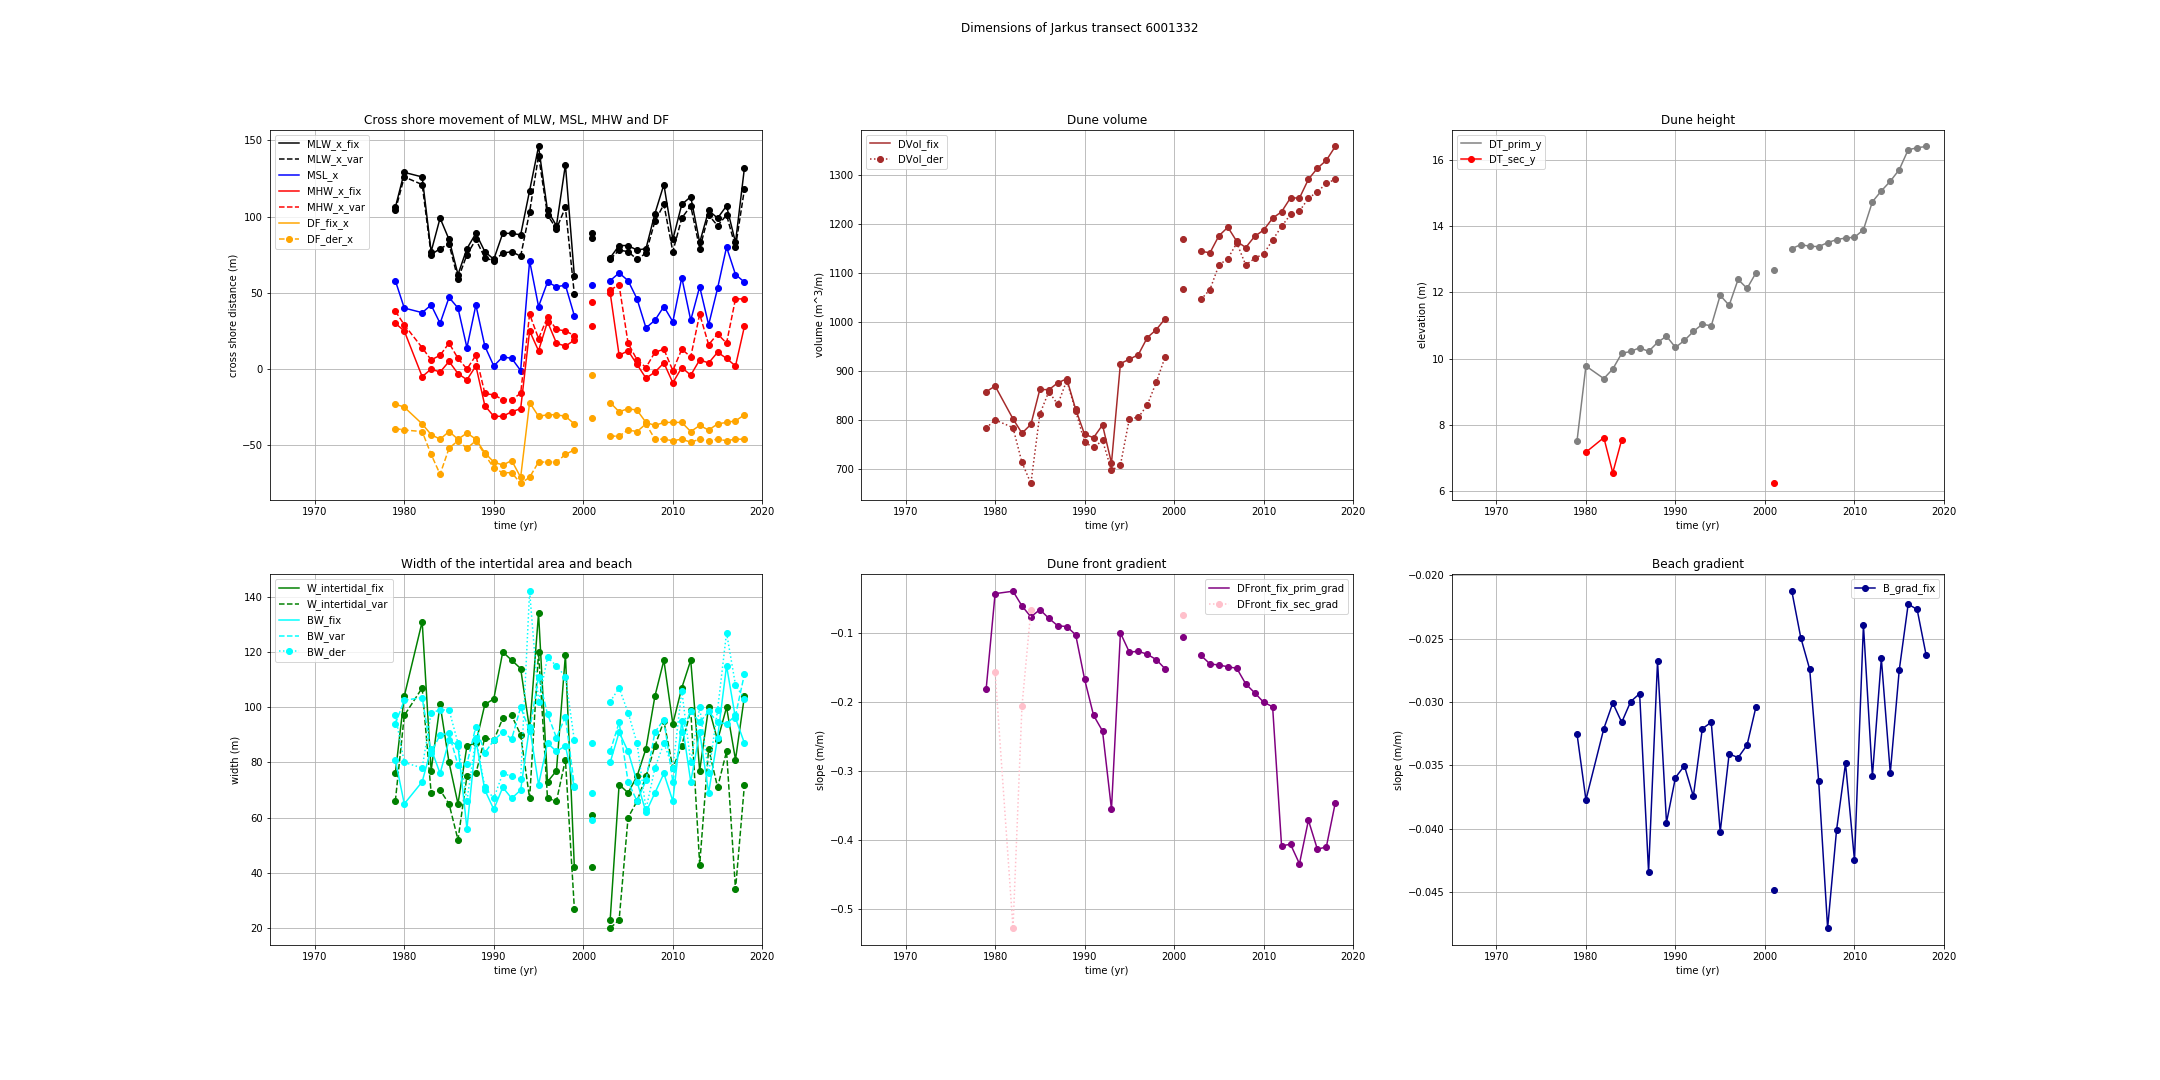 Dimensions of Jarkus transect 6001332
Cross shore movement of MLW, MSL, MHW and DF
150
100
50
0
−50
cross shore distance (m)
MLW_x_fix
MLW_x_var
MSL_x
MHW_x_fix
MHW_x_var
DF_fix_x
DF_der_x
1970
1980
1990
2000
2010
2020
time (yr)
Dune volume
1300
1200
1100
1000
900
800
700
volume (m^3/m)
DVol_fix
DVol_der
1970
1980
1990
2000
2010
2020
time (yr)
Dune height
16
14
12
10
8
6
elevation (m)
DT_prim_y
DT_sec_y
1970
1980
1990
2000
2010
2020
time (yr)
Width of the intertidal area and beach
140
120
100
80
60
40
20
width (m)
W_intertidal_fix
W_intertidal_var
BW_fix
BW_var
BW_der
1970
1980
1990
2000
2010
2020
time (yr)
Dune front gradient
−0.1
−0.2
−0.3
−0.4
−0.5
slope (m/m)
DFront_fix_prim_grad
DFront_fix_sec_grad
1970
1980
1990
2000
2010
2020
time (yr)
Beach gradient
−0.020
−0.025
−0.030
−0.035
−0.040
−0.045
slope (m/m)
B_grad_fix
1970
1980
1990
2000
2010
2020
time (yr)